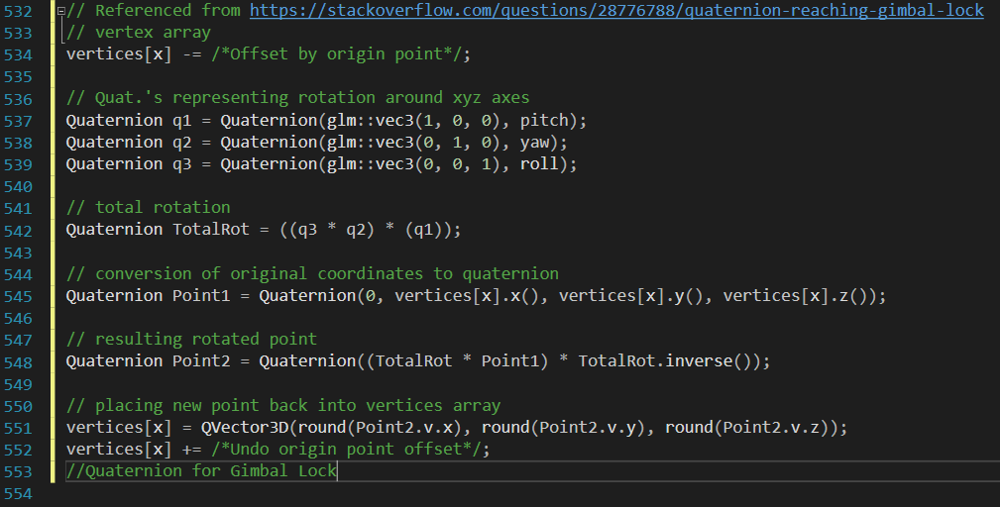 532 // Referenced from https://stackoverflow.com/questions/28776788/quaternion-reaching-gimbal-lock
533 // vertex array
534 vertices[x] -= /*Offset by origin point*/;
535
536 // Quat.'s representing rotation around xyz axes
537 Quaternion q1 = Quaternion(glm::vec3(1, 0, 0), pitch);
538 Quaternion q2 = Quaternion(glm::vec3(0, 1, 0), yaw);
539 Quaternion q3 = Quaternion(glm::vec3(0, 0, 1), roll);
540
541 // total rotation
542 Quaternion TotalRot = ((q3 * q2) * (q1));
543
544 // conversion of original coordinates to quaternion
545 Quaternion Point1 = Quaternion(0, vertices[x].x(), vertices[x].y(), vertices[x].z());
546
547 // resulting rotated point
548 Quaternion Point2 = Quaternion((TotalRot * Point1) * TotalRot.inverse());
549
550 // placing new point back into vertices array
551 vertices[x] = QVector3D(round(Point2.v.x), round(Point2.v.y), round(Point2.v.z));
552 vertices[x] += /*Undo origin point offset*/;
553 //Quaternion for Gimbal Lock
554